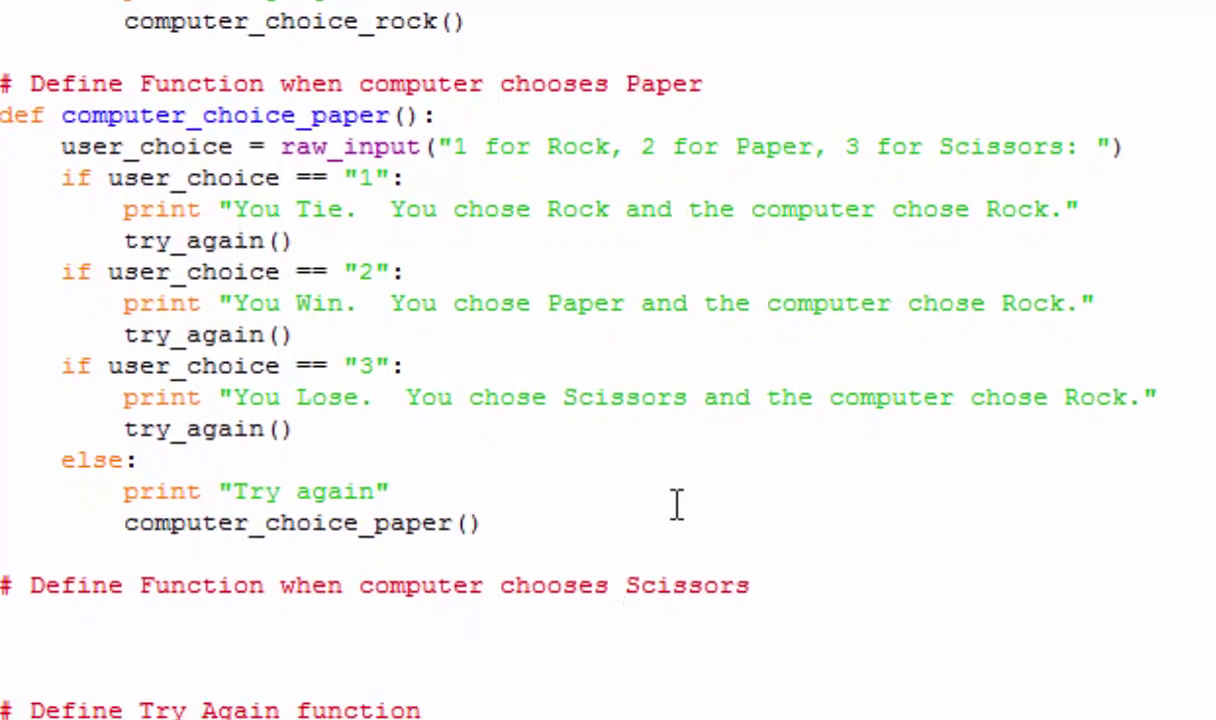 computer_choice_rock()
# Define Function when computer chooses Paper
def computer_choice_paper():
    user_choice = raw_input("1 for Rock, 2 for Paper, 3 for Scissors: ")
    if user_choice == "1":
        print "You Tie.  You chose Rock and the computer chose Rock."
        try_again()
    if user_choice == "2":
        print "You Win.  You chose Paper and the computer chose Rock."
        try_again()
    if user_choice == "3":
        print "You Lose.  You chose Scissors and the computer chose Rock."
        try_again()
    else:
        print "Try again"
        computer_choice_paper()
# Define Function when computer chooses Scissors
# Define Try Again function